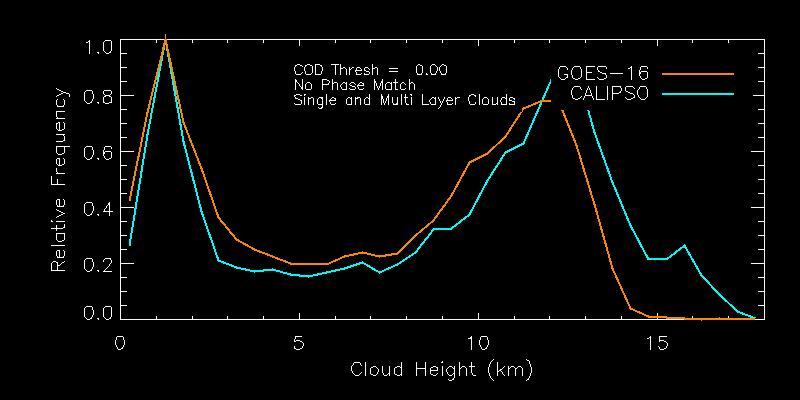 1.0
COD Thresh =  0.00
GOES-16
No Phase Match
CALIPSO
Single and Multi Layer Clouds
0.8
0.6
0.4
0.2
0.0
Relative Frequency
0
5
10
15
Cloud Height (km)